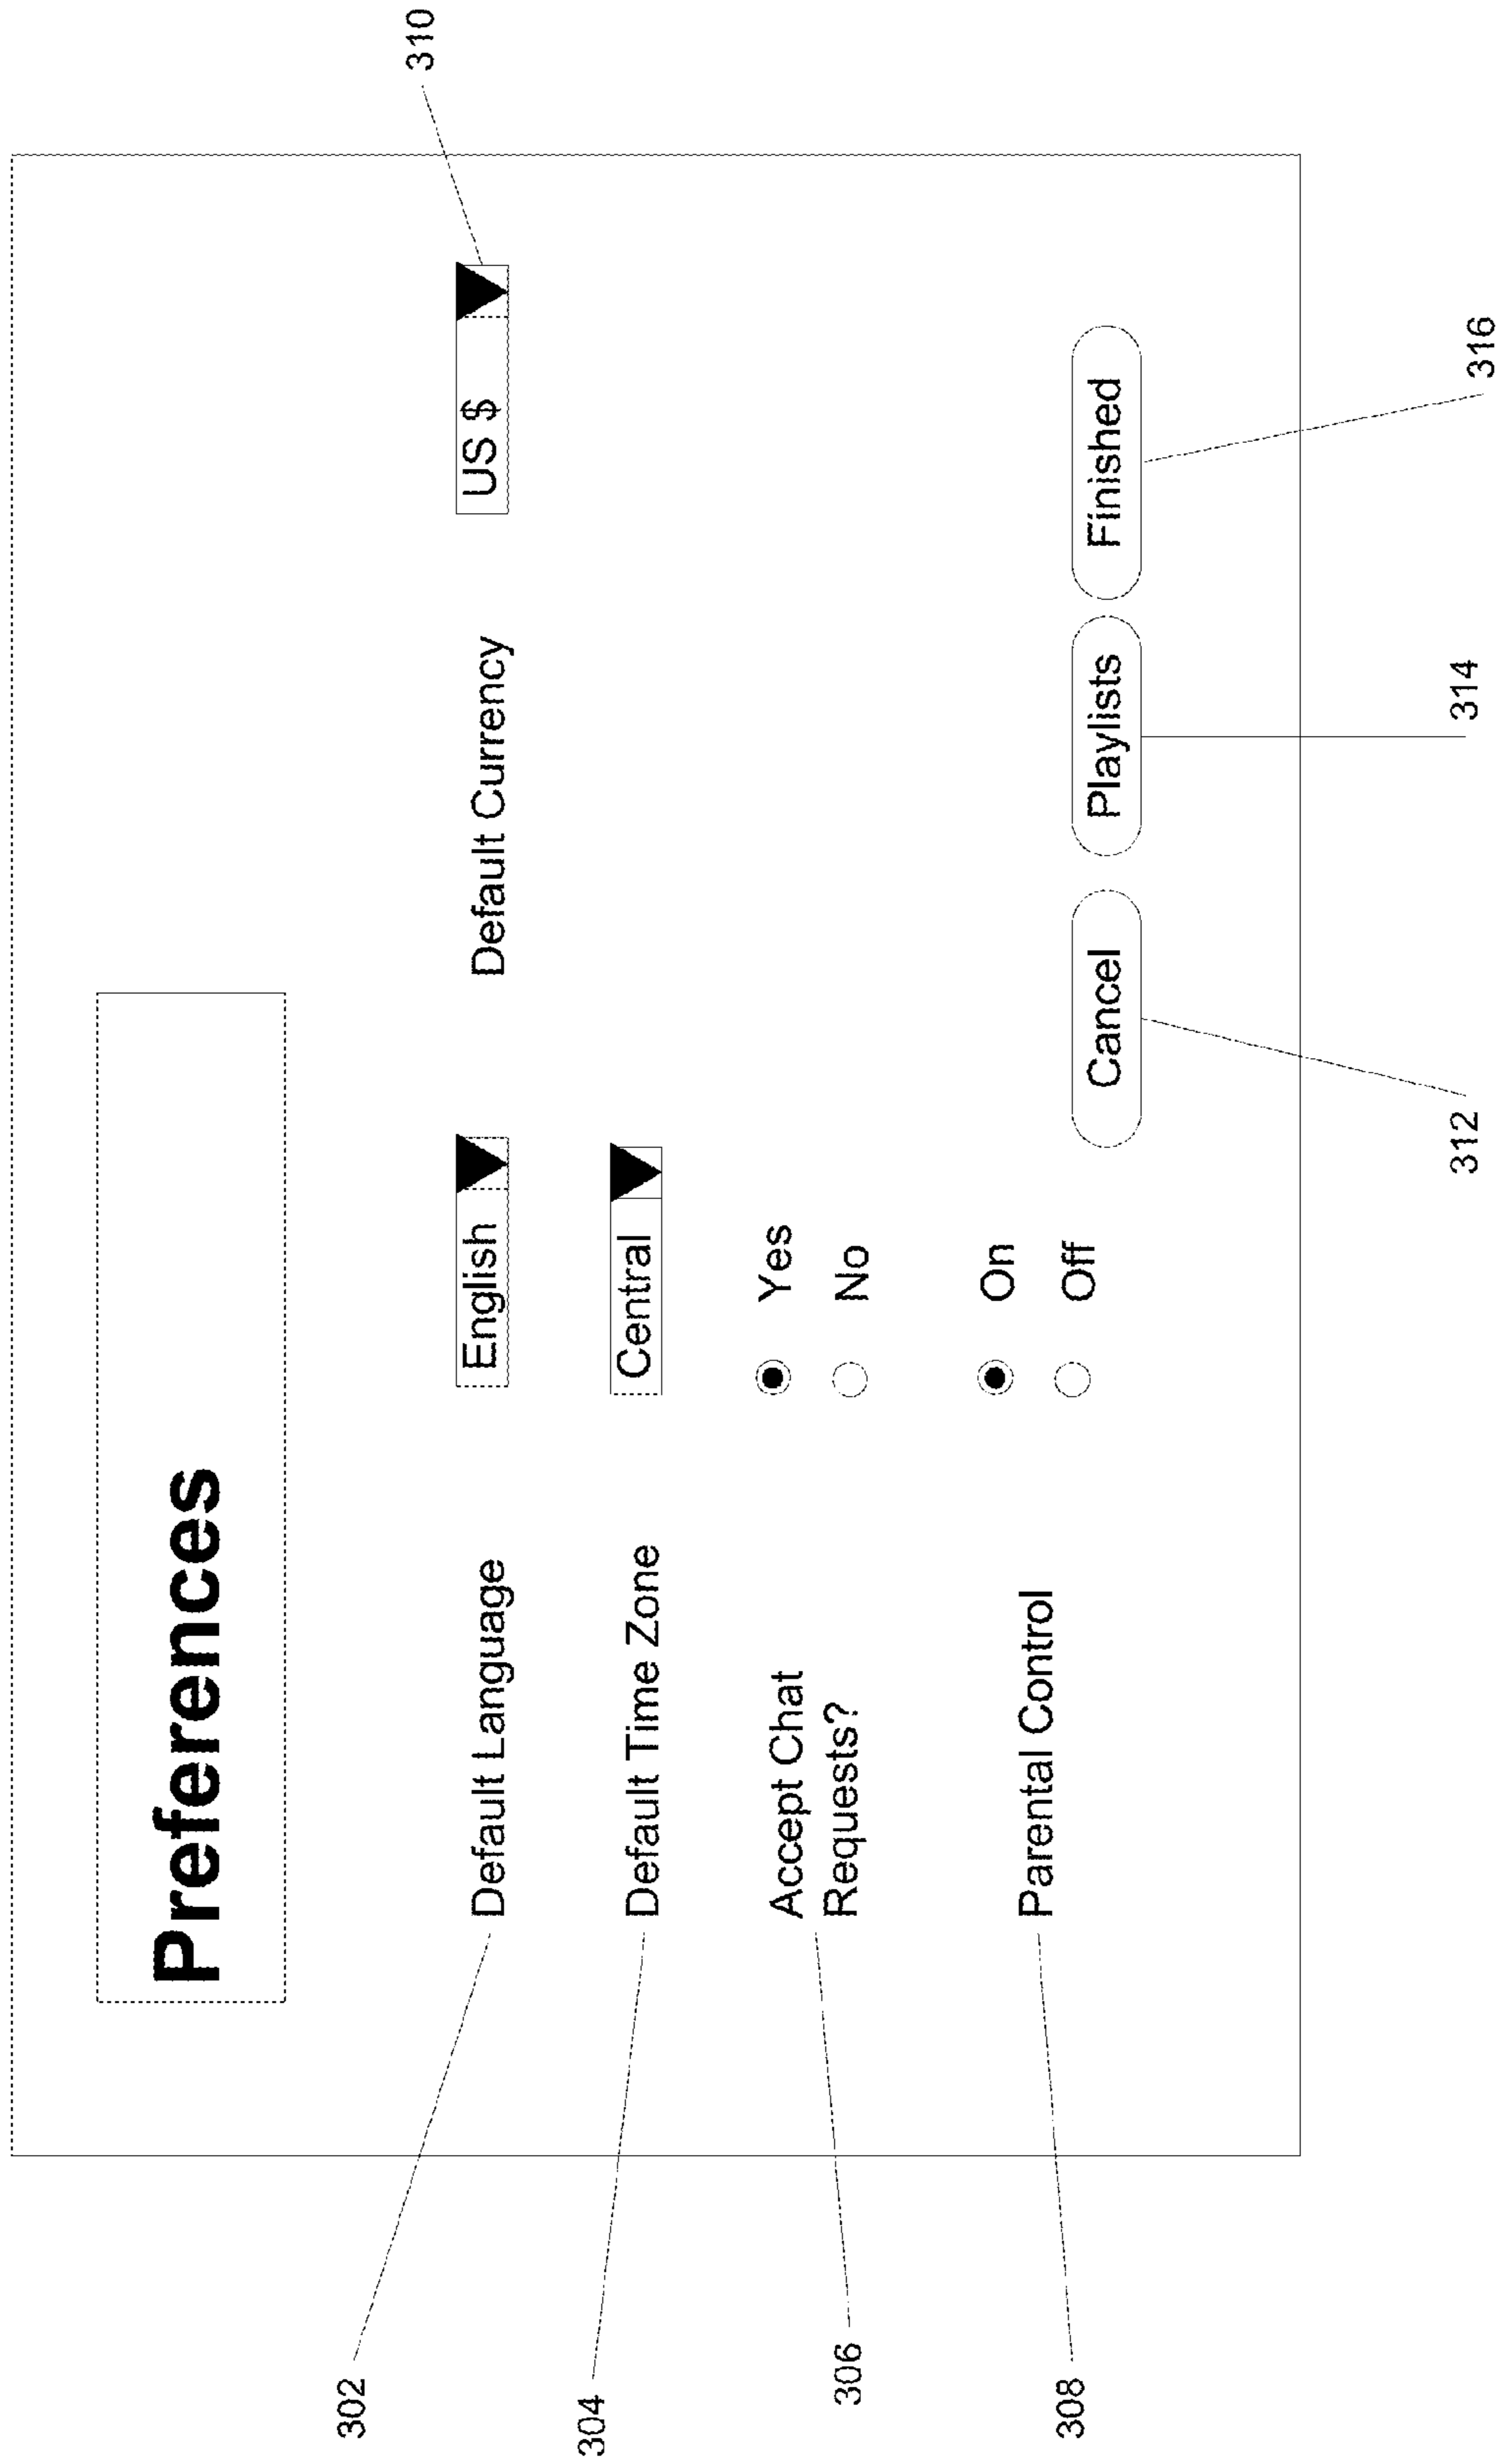 Preferences
310
302
Default Language
English
Default Currency
US $
304
Default Time Zone
Central
306
Accept Chat
Requests?
Yes
No
308
Parental Control
On
Off
Cancel
Playlists
Finished
312
314
316